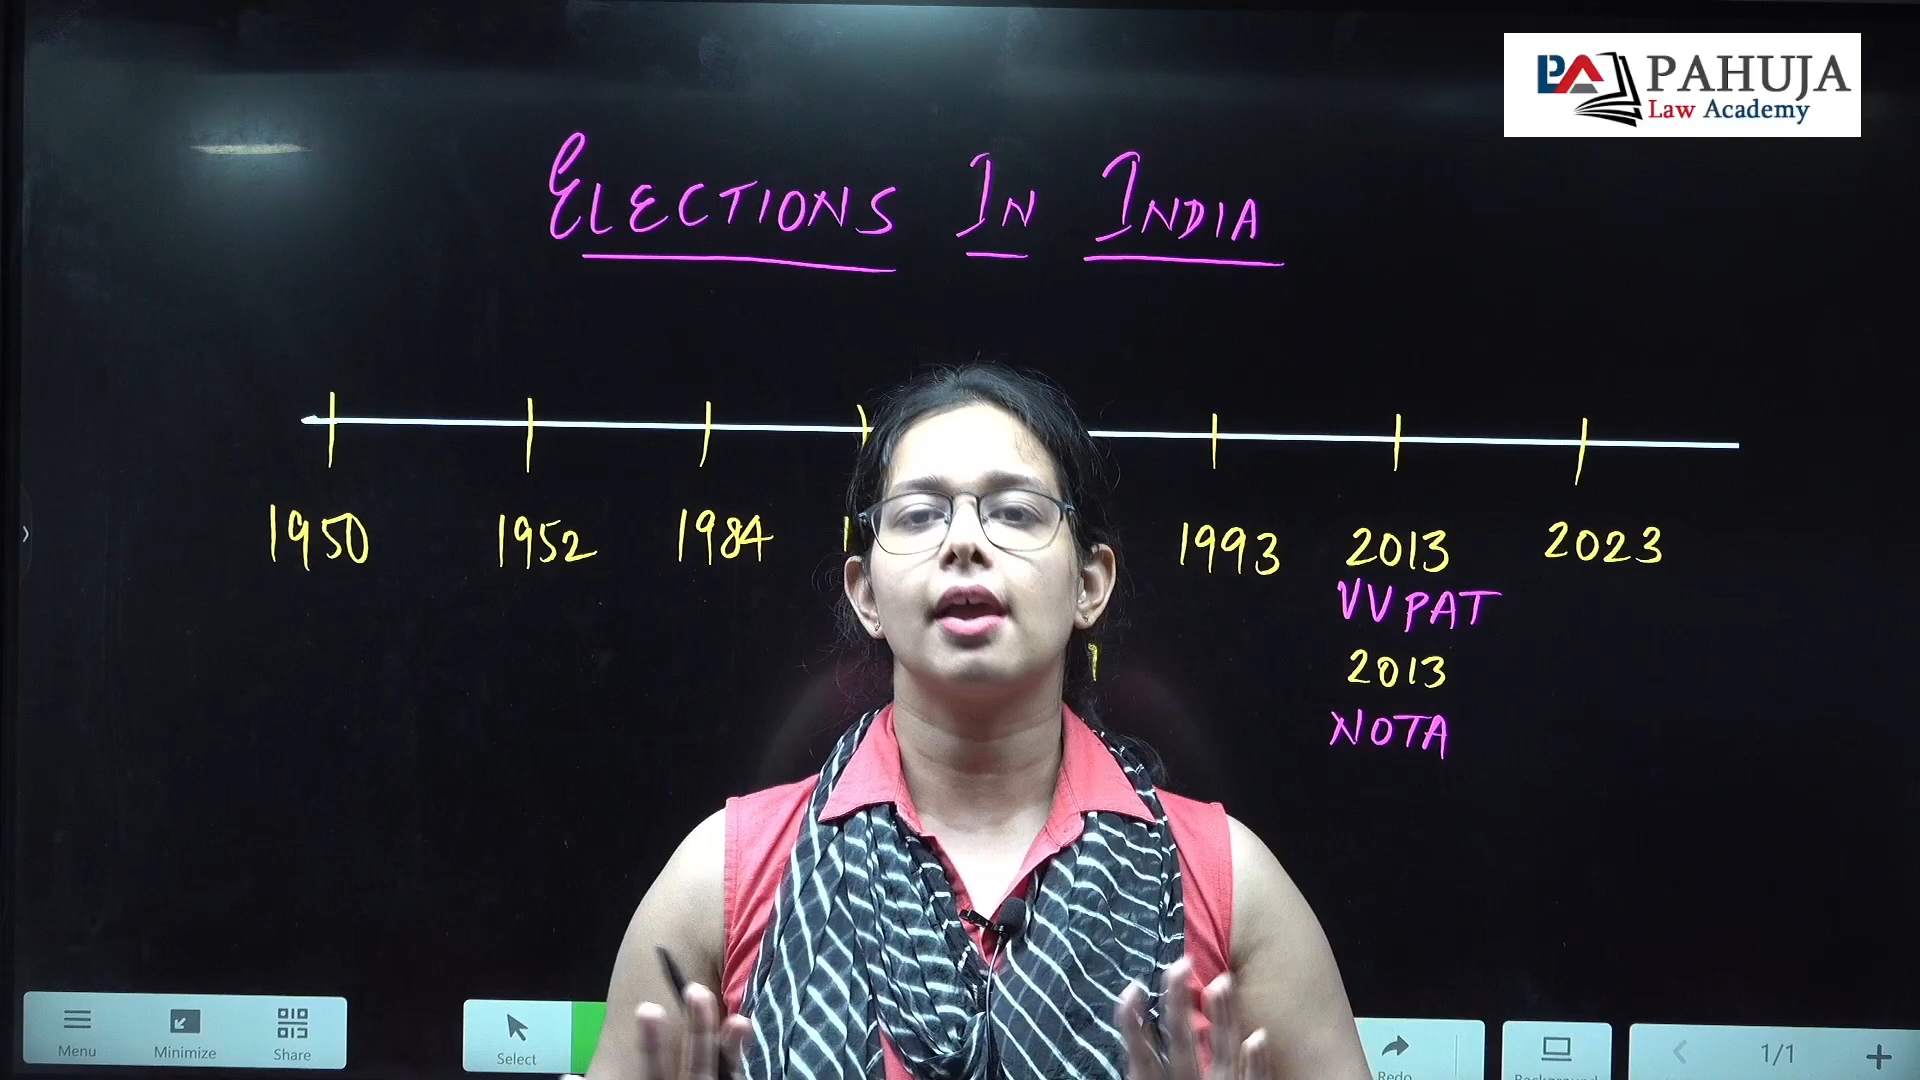 PAHUJA
Law Academy
ELECTIONS IN INDIA
1950 1952 1984 1993 2013 2023
VVPAT
2013
NOTA
Menu Minimize Share Select Redo 1/1